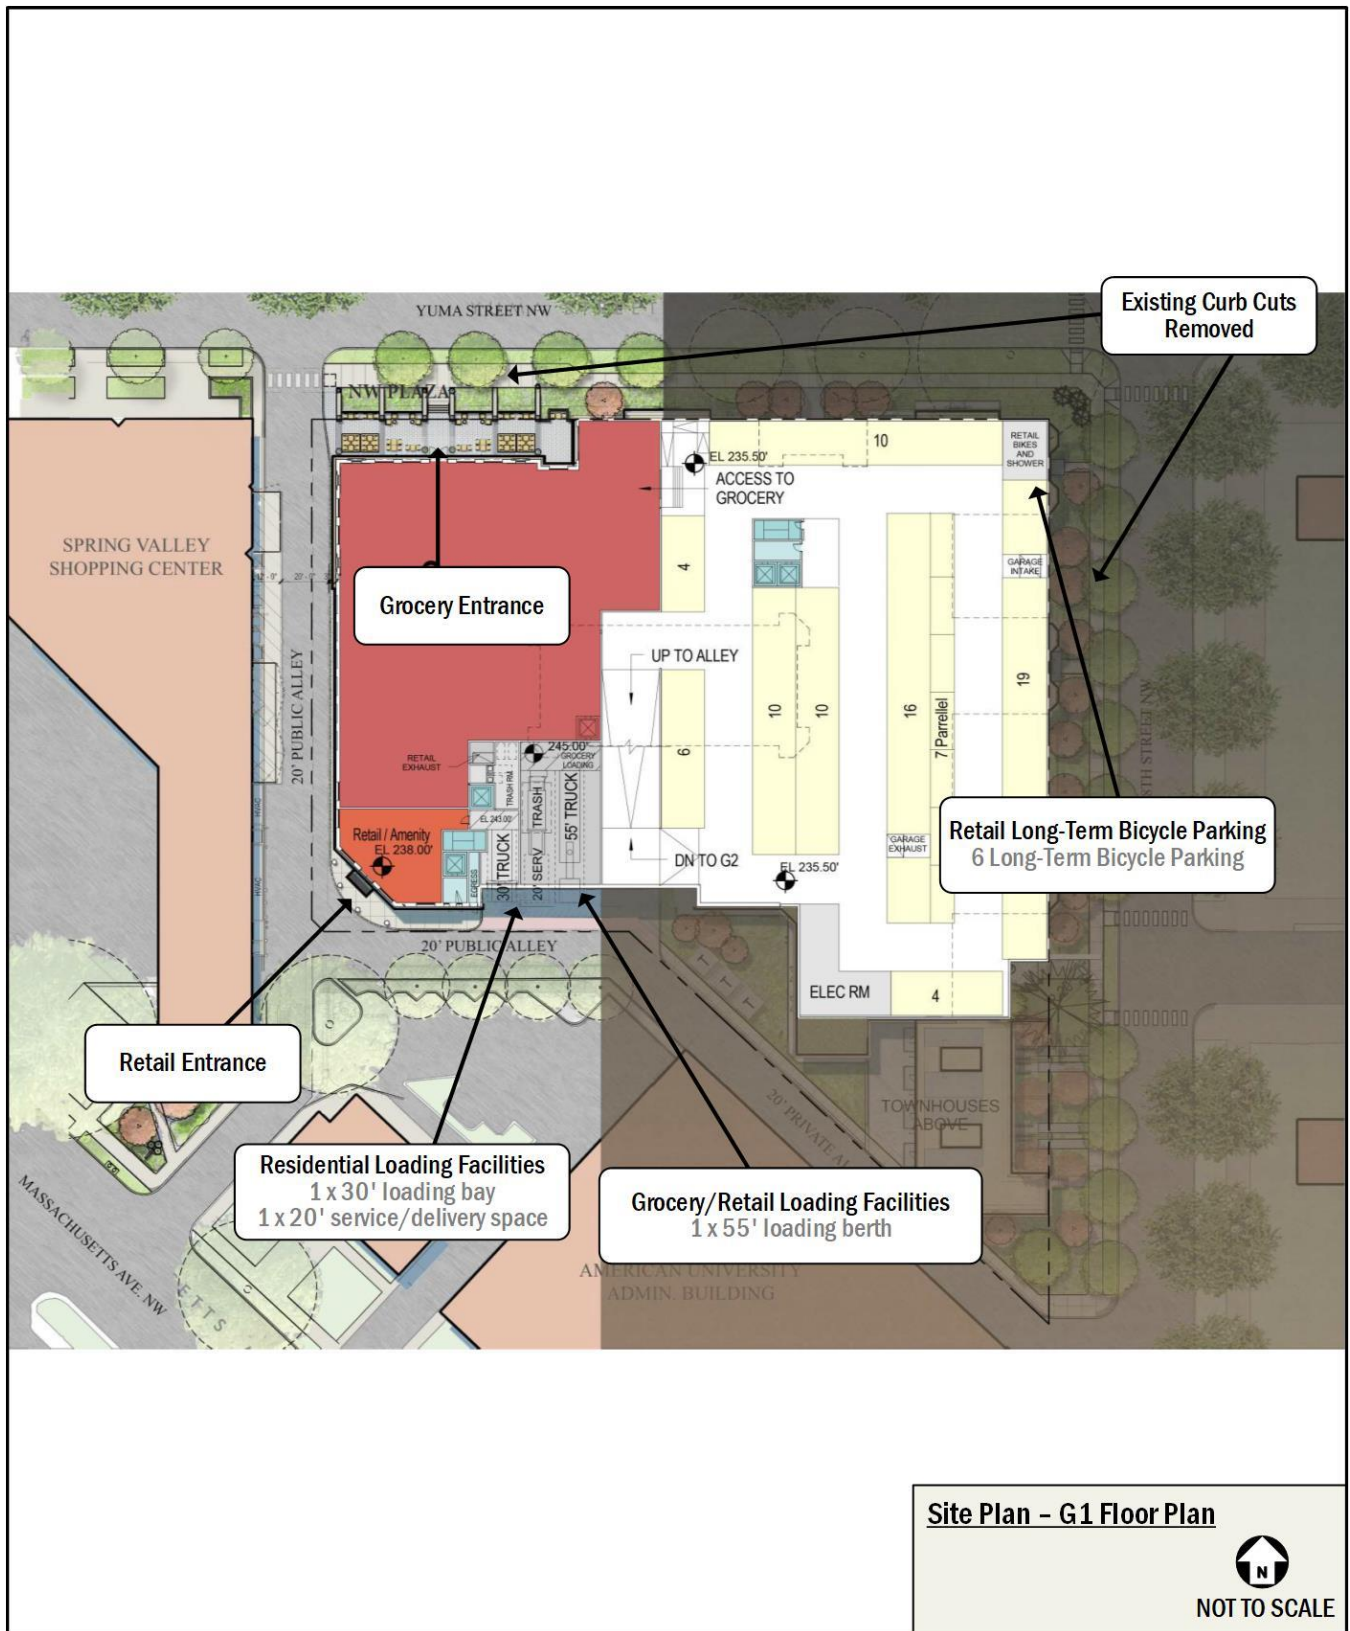 YUMA STREET NW
Existing Curb Cuts
Removed
NW PLAZA
10
RETAIL
BIKES
AND
SHOWER
EL 235.50'
ACCESS TO
GROCERY
SPRING VALLEY
SHOPPING CENTER
4
GARAGE
INTAKE
20' PUBLIC ALLEY
Grocery Entrance
UP TO ALLEY
10
10
16
7 Parrellel
19
6
245.00'
GROCERY
LOADING
RETAIL
EXHAUST
TRASH RM
TRASH
55' TRUCK
HVAC
EL 243.00'
Retail / Amenity
EL 238.00'
30' TRUCK
20' SERV
EGRESS
DN TO G2
GARAGE
EXHAUST
EL 235.50'
HVAC
Retail Long-Term Bicycle Parking
6 Long-Term Bicycle Parking
20' PUBLIC ALLEY
ELEC RM
4
Retail Entrance
TOWNHOUSES
ABOVE
20' PRIVATE
Residential Loading Facilities
1 x 30' loading bay
1 x 20' service/delivery space
Grocery/Retail Loading Facilities
1 x 55' loading berth
MASSACHUSETTS AVE. NW
ETTS
AMERICAN UNIVERSITY
ADMIN. BUILDING
Site Plan – G1 Floor Plan
N
NOT TO SCALE